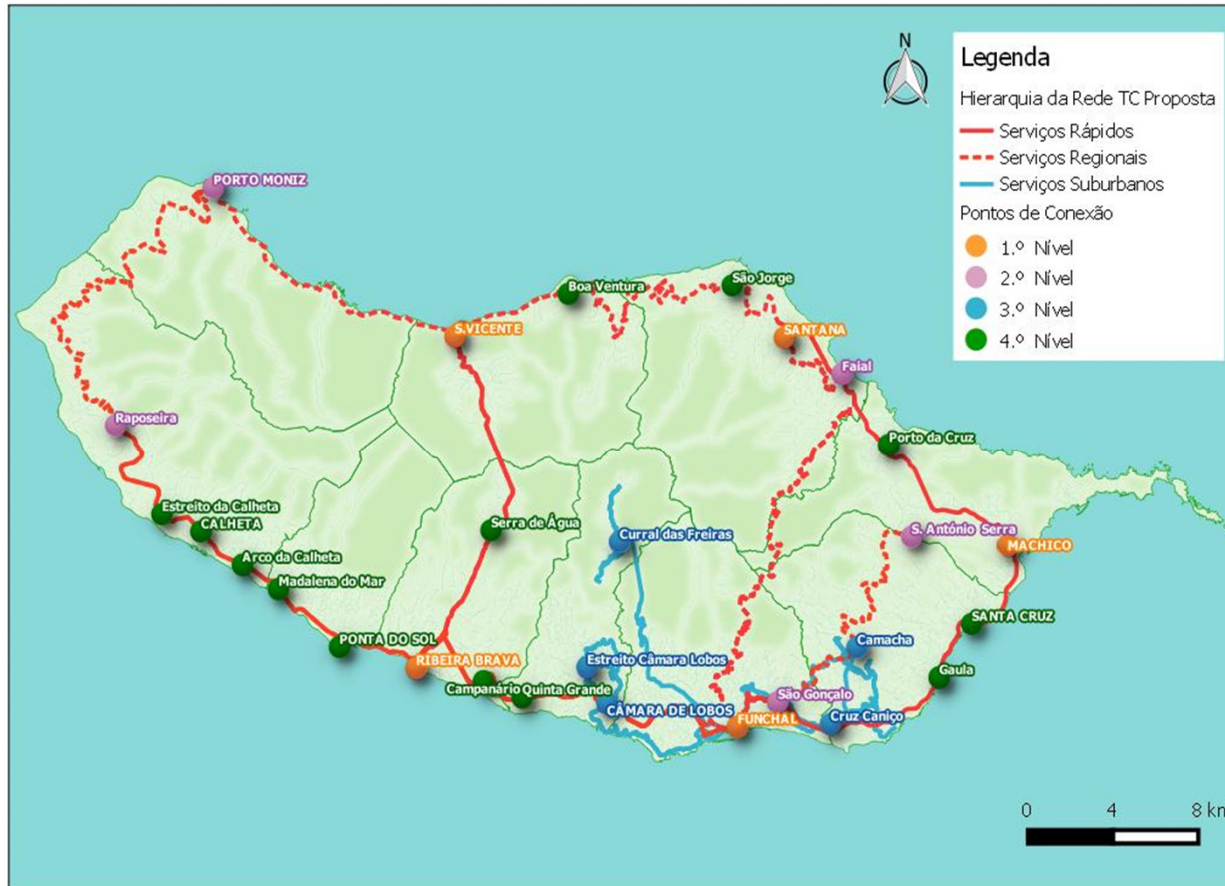 N
Legenda
Hierarquia da Rede TC Proposta
Serviços Rápidos
Serviços Regionais
Serviços Suburbanos
Pontos de Conexão
1.º Nível
2.º Nível
3.º Nível
4.º Nível
PORTO MONIZ
São Jorge
Boa Ventura
S.VICENTE
SANTANA
Faial
Raposeira
Porto da Cruz
Estreito da Calheta
CALHETA
Serra de Água
Curral das Freiras
S. António Serra
MACHICO
Arco da Calheta
Madalena do Mar
SANTA CRUZ
PONTA DO SOL
Camacha
RIBEIRA BRAVA
Estreito Câmara Lobos
Gaula
Campanário
Quinta Grande
São Gonçalo
CÂMARA DE LOBOS
FUNCHAL
Cruz Caniço
0 4 8 km